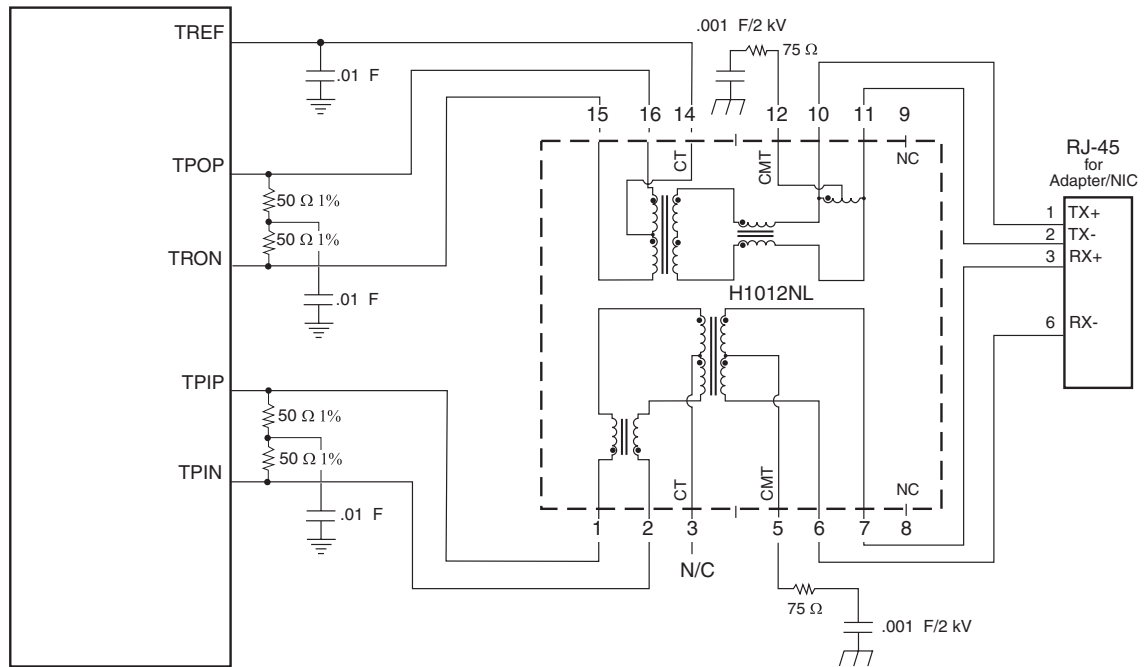 TREF
.01 F
TPOP
50 Ω 1%
50 Ω 1%
TRON
.01 F
TPIP
50 Ω 1%
50 Ω 1%
TPIN
.01 F
.001 F/2 kV
75 Ω
15 16 14 12 10 11 9
CT
CMT
NC
H1012NL
CT
CMT
NC
1 2 3 5 6 7 8
N/C
75 Ω
.001 F/2 kV
RJ-45
for
Adapter/NIC
1 TX+
2 TX-
3 RX+
6 RX-